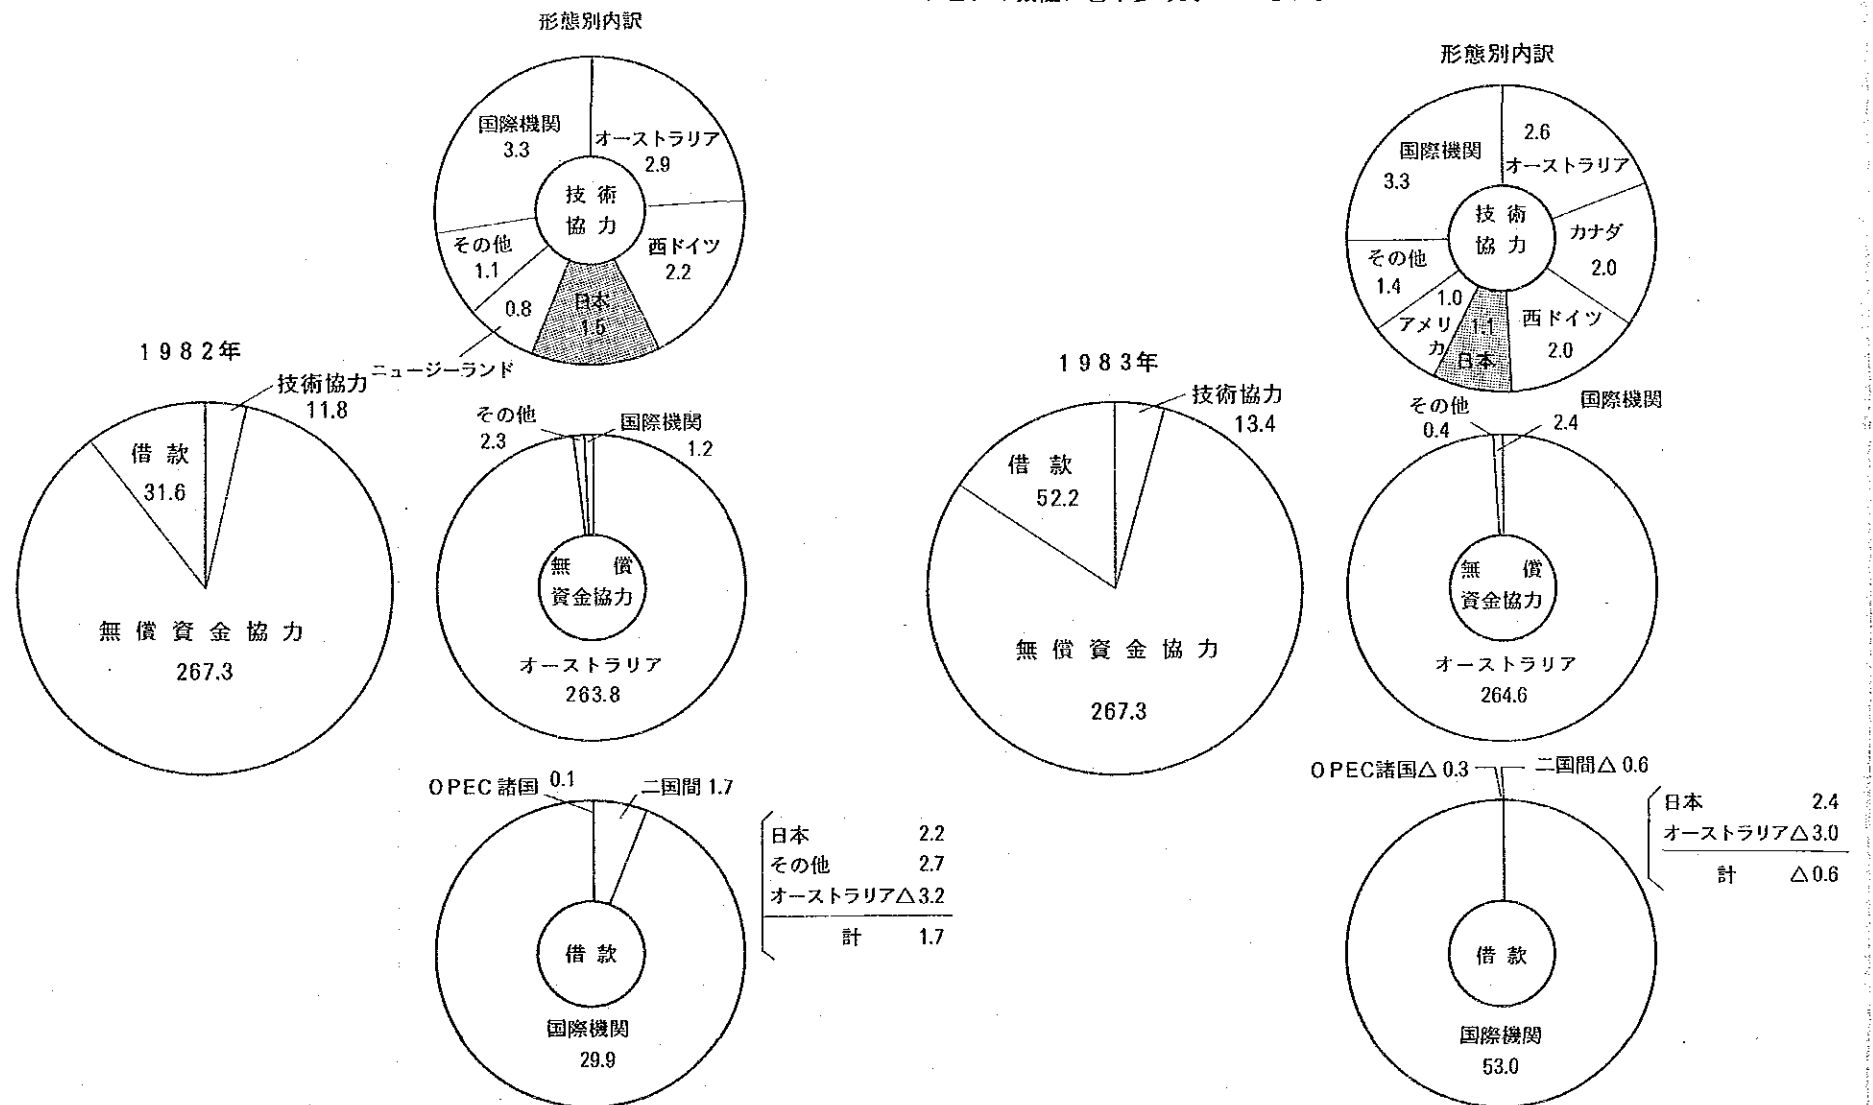 形態別内訳
国際機関
3.3
オーストラリア
2.9
技術
協力
その他
1.1
西ドイツ
2.2
0.8
日本
1.5
ニュージーランド
1982年
技術協力
11.8
借款
31.6
無償資金協力
267.3
その他
2.3
国際機関
1.2
無償
資金協力
オーストラリア
263.8
OPEC諸国 0.1
二国間 1.7
日本 2.2
その他 2.7
オーストラリア△3.2
計 1.7
借款
国際機関
29.9
形態別内訳
2.6
オーストラリア
国際機関
3.3
技術
協力
カナダ
2.0
その他
1.4
1.0
アメリ
カ
1.1
日本
西ドイツ
2.0
1983年
技術協力
13.4
借款
52.2
無償資金協力
267.3
その他
0.4
国際機関
2.4
無償
資金協力
オーストラリア
264.6
OPEC諸国△0.3
二国間△0.6
日本 2.4
オーストラリア△3.0
計 △0.6
借款
国際機関
53.0